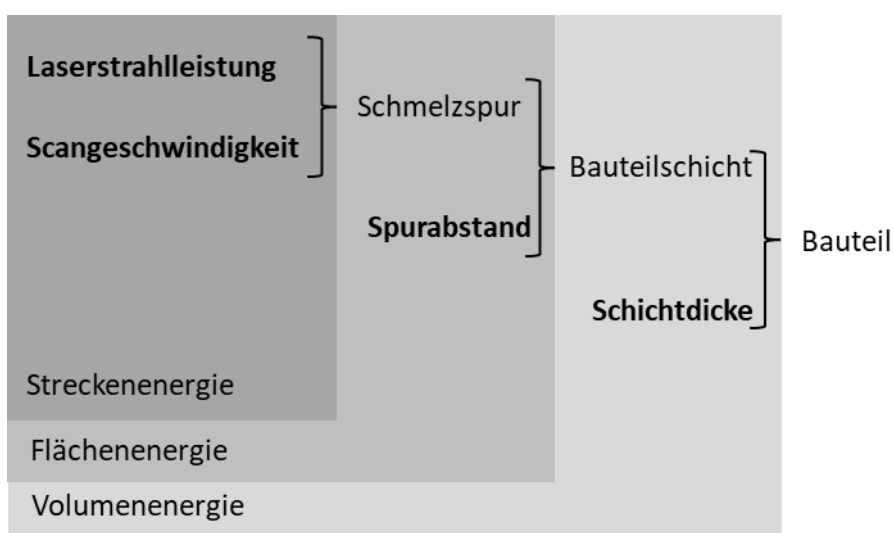 Laserstrahlleistung
Schmelzspur
Scangeschwindigkeit
Bauteilschicht
Spurabstand
Bauteil
Schichtdicke
Streckenenergie
Flächenenergie
Volumenenergie